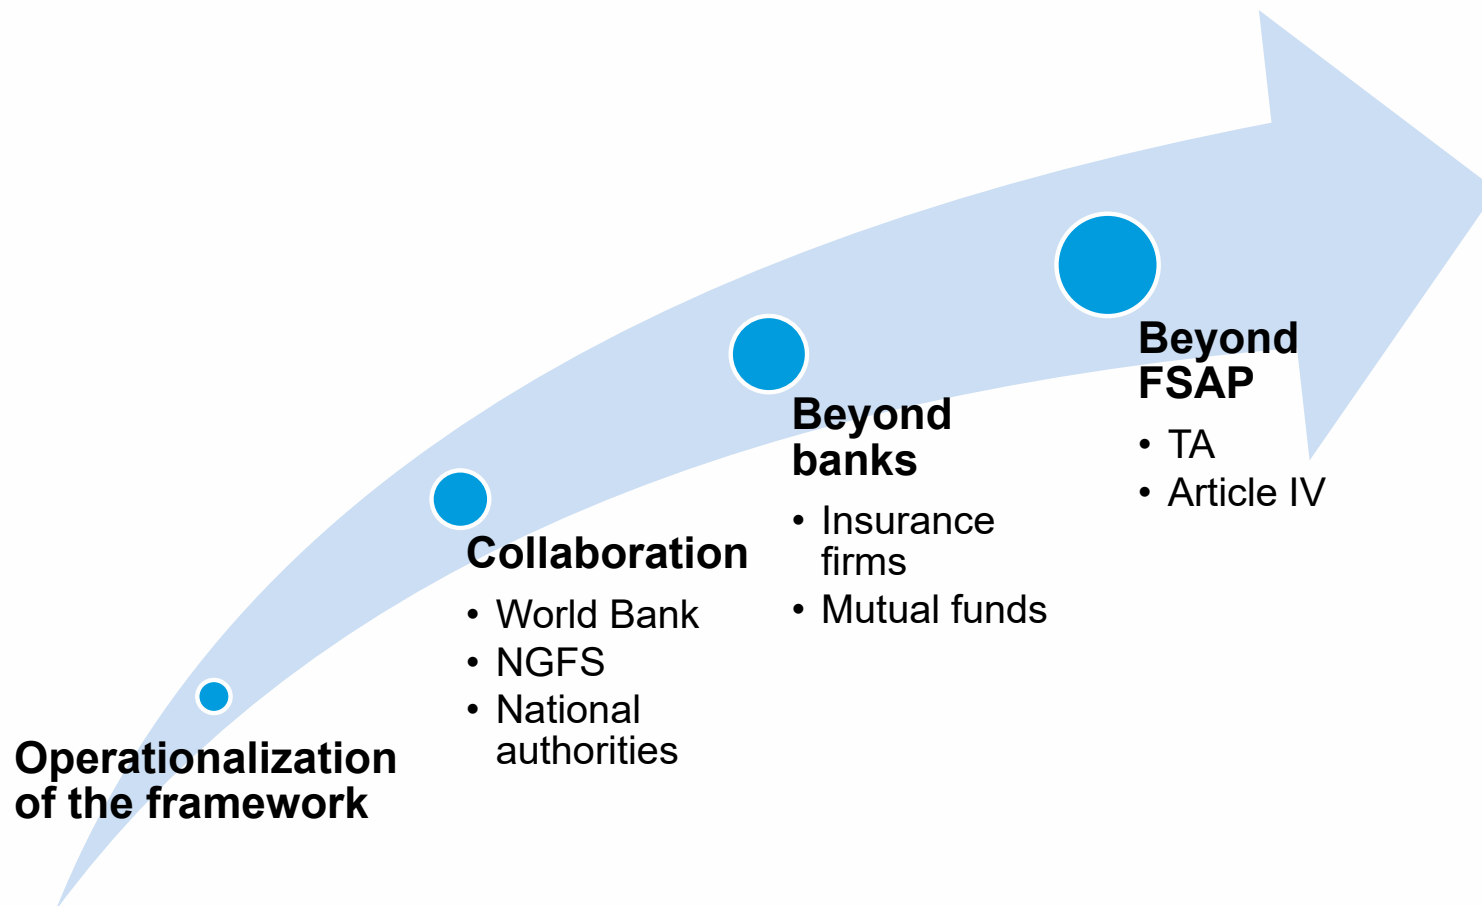 Operationalization
of the framework
Collaboration
• World Bank
• NGFS
• National
authorities
Beyond
banks
• Insurance
firms
• Mutual funds
Beyond
FSAP
• TA
• Article IV